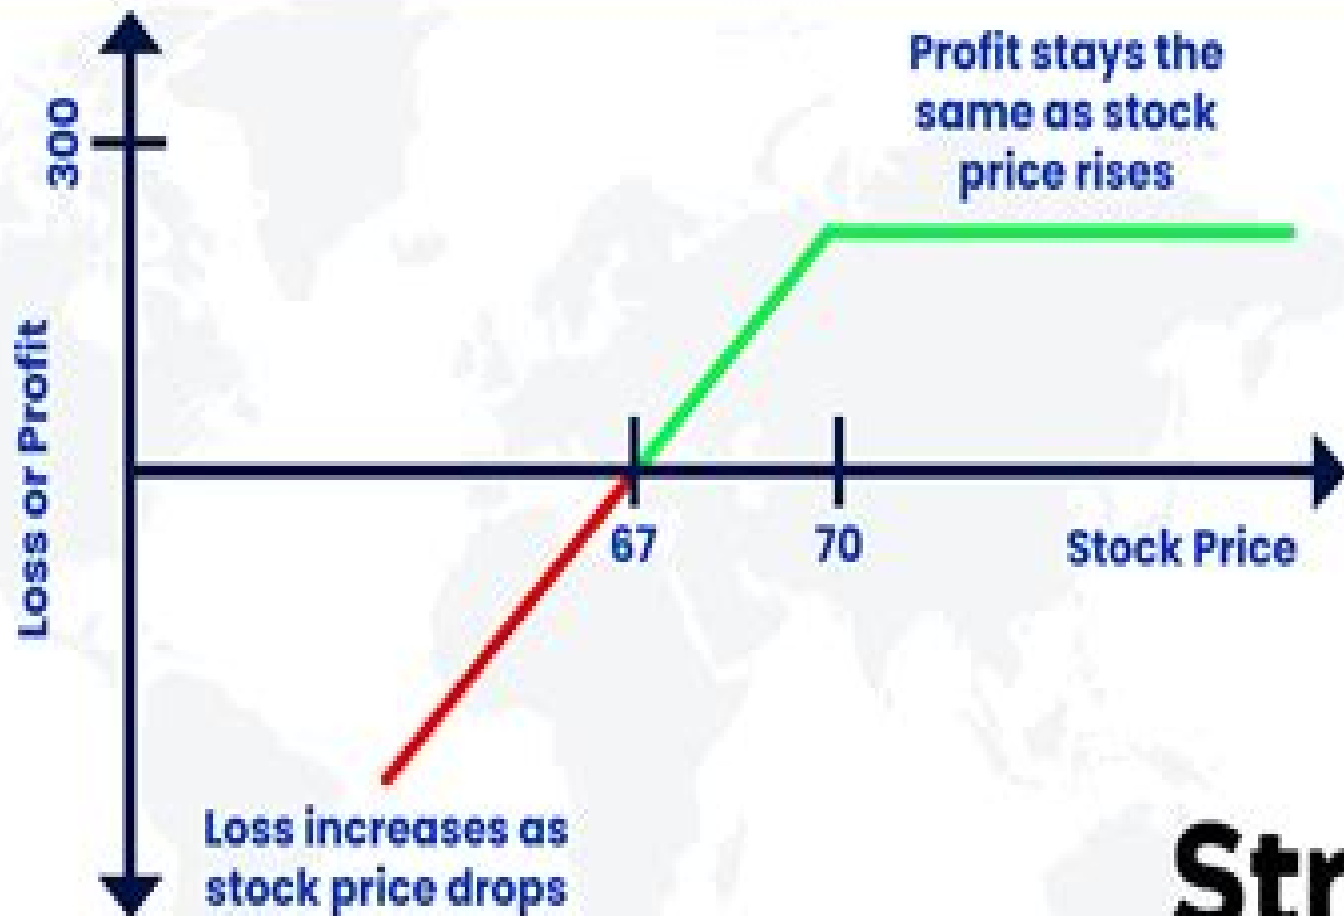 Profit stays the
same as stock
price rises
300
Loss or Profit
67
70
Stock Price
Loss increases as
stock price drops
Str